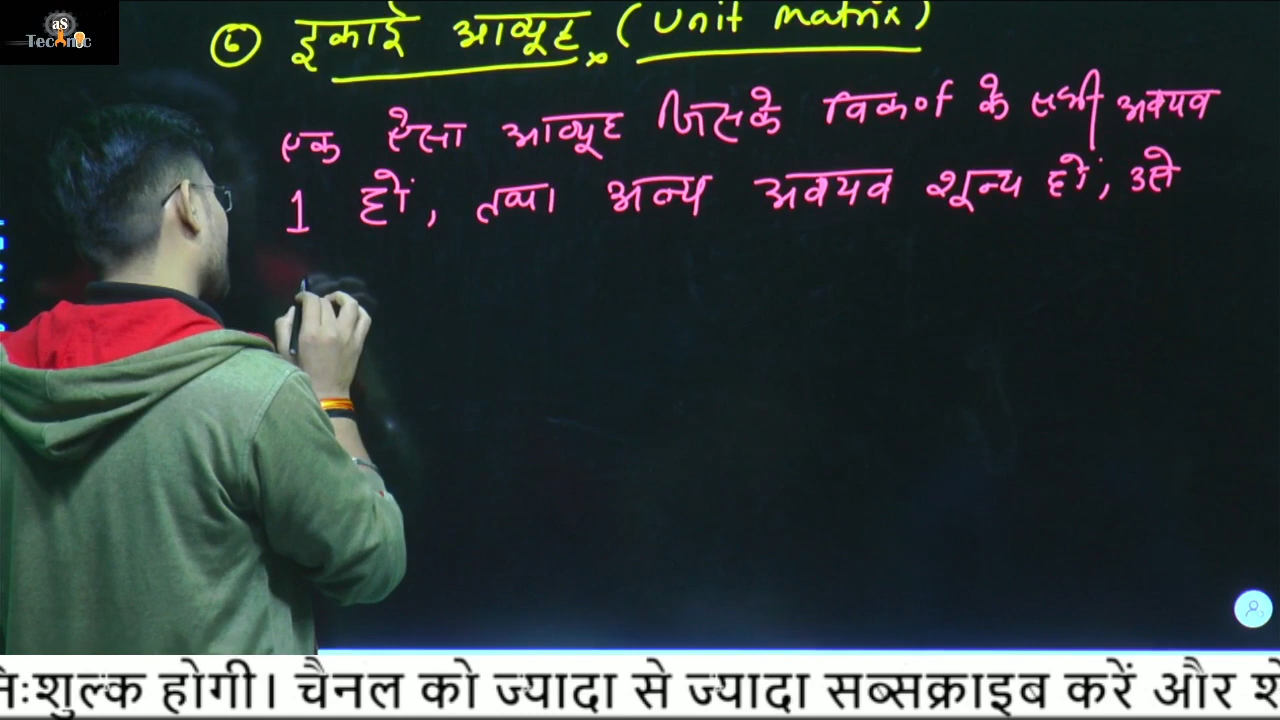 aS
Teconic
⑥ इकाई आव्यूह (Unit Matrix)
एक ऐसा आव्यूह जिसके विकर्ण के सभी अवयव
1 हों, तथा अन्य अवयव शून्य हों, उसे
निःशुल्क होगी। चैनल को ज्यादा से ज्यादा सब्सक्राइब करें और शे